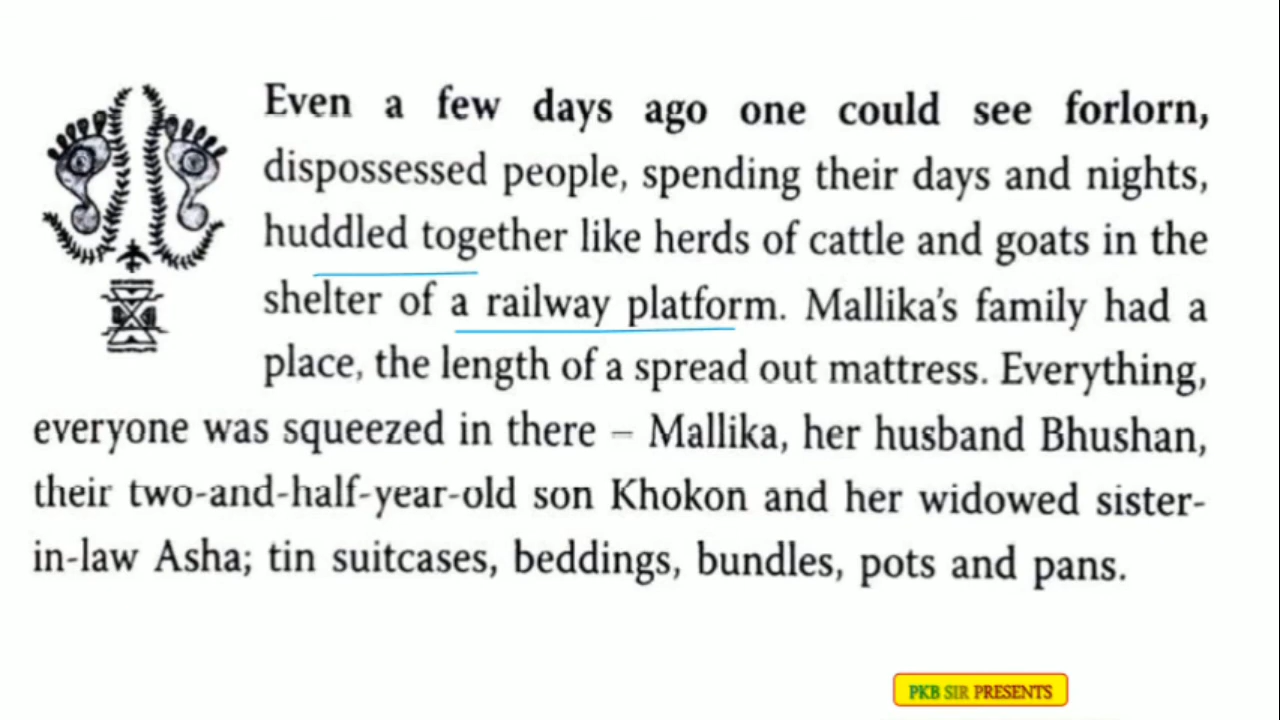 Even a few days ago one could see forlorn,
dispossessed people, spending their days and nights,
huddled together like herds of cattle and goats in the
shelter of a railway platform. Mallika's family had a
place, the length of a spread out mattress. Everything,
everyone was squeezed in there – Mallika, her husband Bhushan,
their two-and-half-year-old son Khokon and her widowed sister-
in-law Asha; tin suitcases, beddings, bundles, pots and pans.
PKB SIR PRESENTS